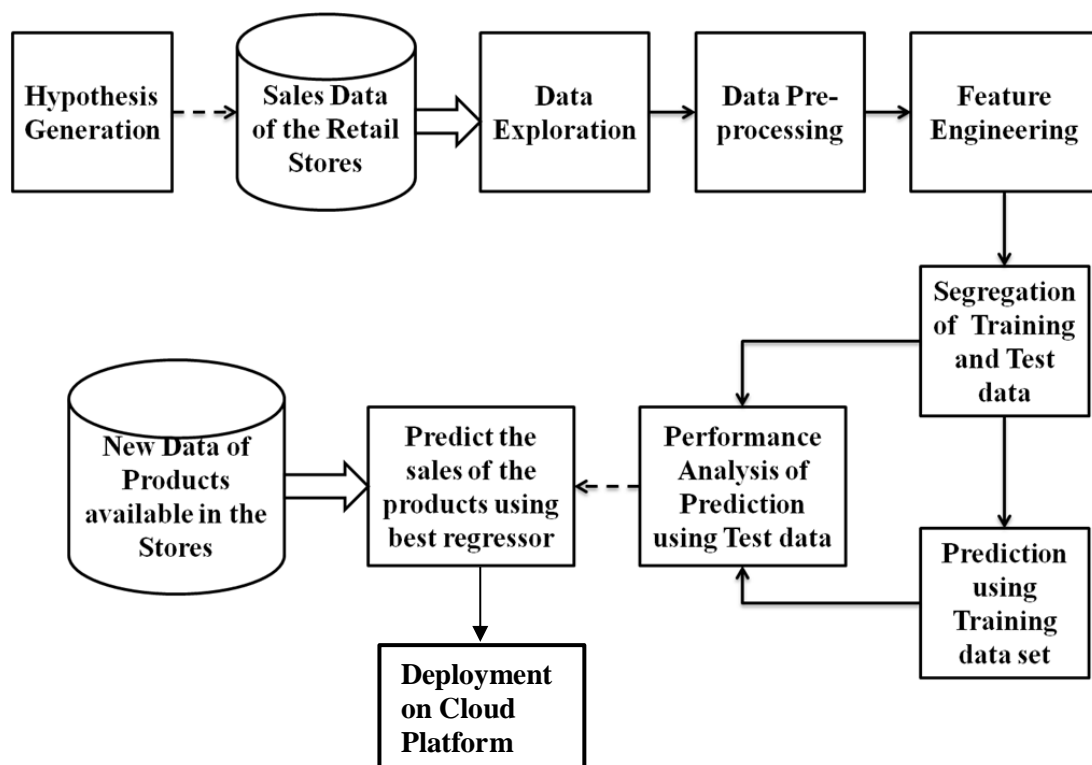 Hypothesis
Generation
Sales Data
of the Retail
Stores
Data
Exploration
Data Pre-
processing
Feature
Engineering
Segregation
of Training
and Test
data
New Data of
Products
available in the
Stores
Predict the
sales of the
products using
best regressor
Performance
Analysis of
Prediction
using Test data
Prediction
using
Training
data set
Deployment
on Cloud
Platform